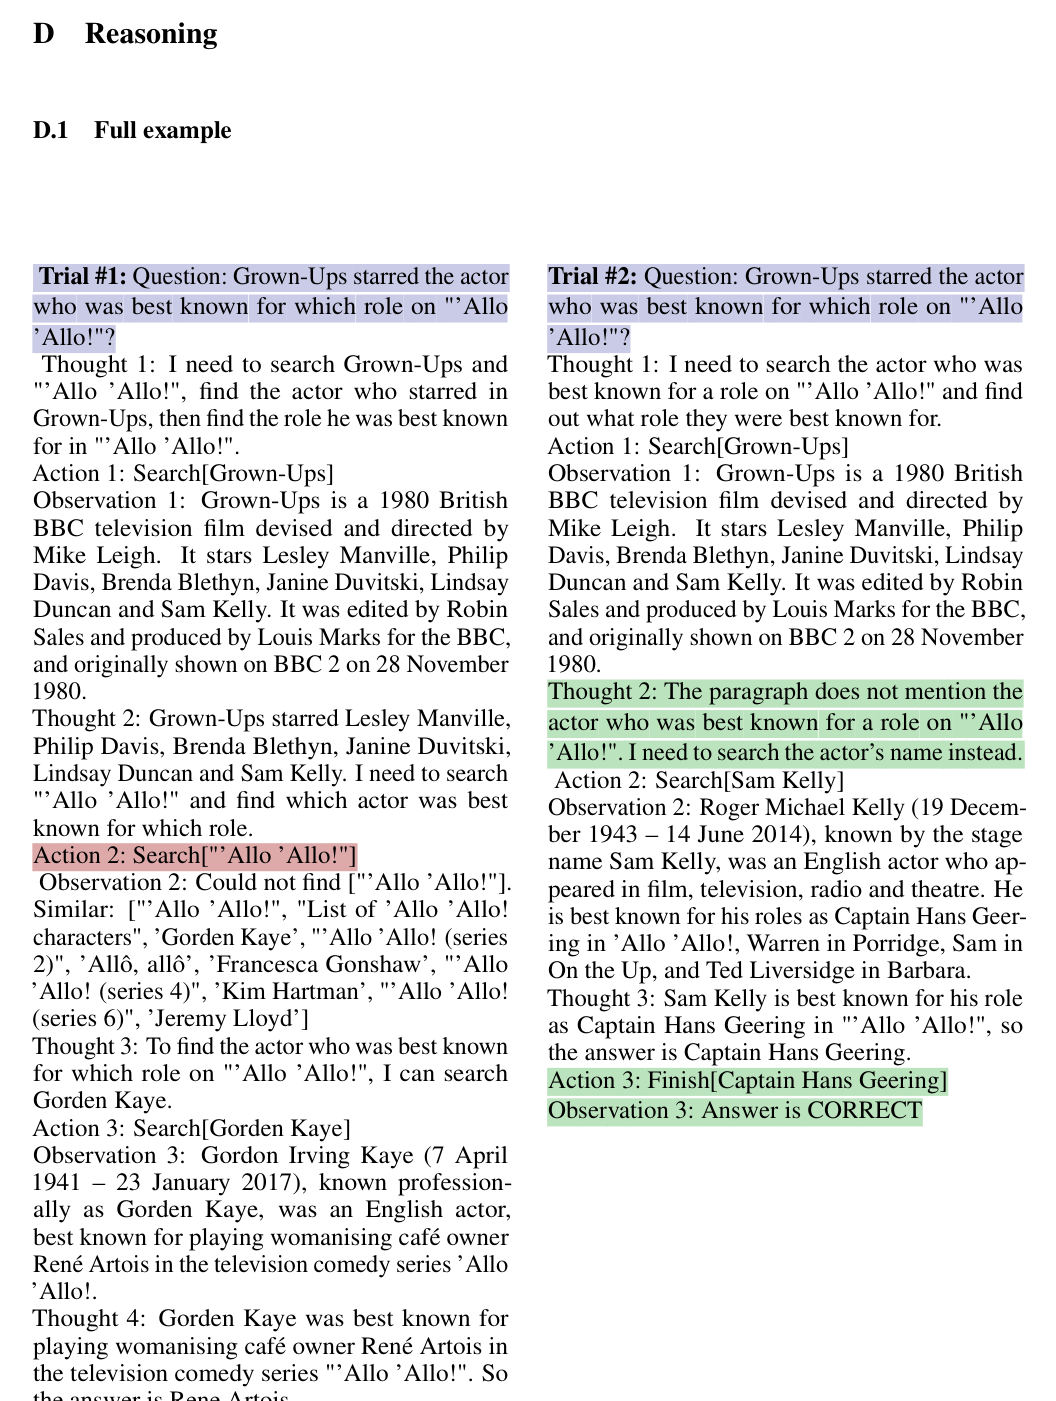 D Reasoning
D.1 Full example
Trial #1: Question: Grown-Ups starred the actor
who was best known for which role on "'Allo
'Allo!"?
Thought 1: I need to search Grown-Ups and
"'Allo 'Allo!", find the actor who starred in
Grown-Ups, then find the role he was best known
for in "'Allo 'Allo!".
Action 1: Search[Grown-Ups]
Observation 1: Grown-Ups is a 1980 British
BBC television film devised and directed by
Mike Leigh. It stars Lesley Manville, Philip
Davis, Brenda Blethyn, Janine Duvitski, Lindsay
Duncan and Sam Kelly. It was edited by Robin
Sales and produced by Louis Marks for the BBC,
and originally shown on BBC 2 on 28 November
1980.
Thought 2: Grown-Ups starred Lesley Manville,
Philip Davis, Brenda Blethyn, Janine Duvitski,
Lindsay Duncan and Sam Kelly. I need to search
"'Allo 'Allo!" and find which actor was best
known for which role.
Action 2: Search["'Allo 'Allo!"]
Observation 2: Could not find ["'Allo 'Allo!"].
Similar: ["'Allo 'Allo!", "List of 'Allo 'Allo!
characters", 'Gorden Kaye', "'Allo 'Allo! (series
2)", 'Allô, allô', 'Francesca Gonshaw', "'Allo
'Allo! (series 4)", 'Kim Hartman', "'Allo 'Allo!
(series 6)", 'Jeremy Lloyd']
Thought 3: To find the actor who was best known
for which role on "'Allo 'Allo!", I can search
Gorden Kaye.
Action 3: Search[Gorden Kaye]
Observation 3: Gordon Irving Kaye (7 April
1941 – 23 January 2017), known profession-
ally as Gorden Kaye, was an English actor,
best known for playing womanising café owner
René Artois in the television comedy series 'Allo
'Allo!.
Thought 4: Gorden Kaye was best known for
playing womanising café owner René Artois in
the television comedy series "'Allo 'Allo!". So
the answer is Rene Artois.
Trial #2: Question: Grown-Ups starred the actor
who was best known for which role on "'Allo
'Allo!"?
Thought 1: I need to search the actor who was
best known for a role on "'Allo 'Allo!" and find
out what role they were best known for.
Action 1: Search[Grown-Ups]
Observation 1: Grown-Ups is a 1980 British
BBC television film devised and directed by
Mike Leigh. It stars Lesley Manville, Philip
Davis, Brenda Blethyn, Janine Duvitski, Lindsay
Duncan and Sam Kelly. It was edited by Robin
Sales and produced by Louis Marks for the BBC,
and originally shown on BBC 2 on 28 November
1980.
Thought 2: The paragraph does not mention the
actor who was best known for a role on "'Allo
'Allo!". I need to search the actor's name instead.
Action 2: Search[Sam Kelly]
Observation 2: Roger Michael Kelly (19 Decem-
ber 1943 – 14 June 2014), known by the stage
name Sam Kelly, was an English actor who ap-
peared in film, television, radio and theatre. He
is best known for his roles as Captain Hans Geer-
ing in 'Allo 'Allo!, Warren in Porridge, Sam in
On the Up, and Ted Liversidge in Barbara.
Thought 3: Sam Kelly is best known for his role
as Captain Hans Geering in "'Allo 'Allo!", so
the answer is Captain Hans Geering.
Action 3: Finish[Captain Hans Geering]
Observation 3: Answer is CORRECT